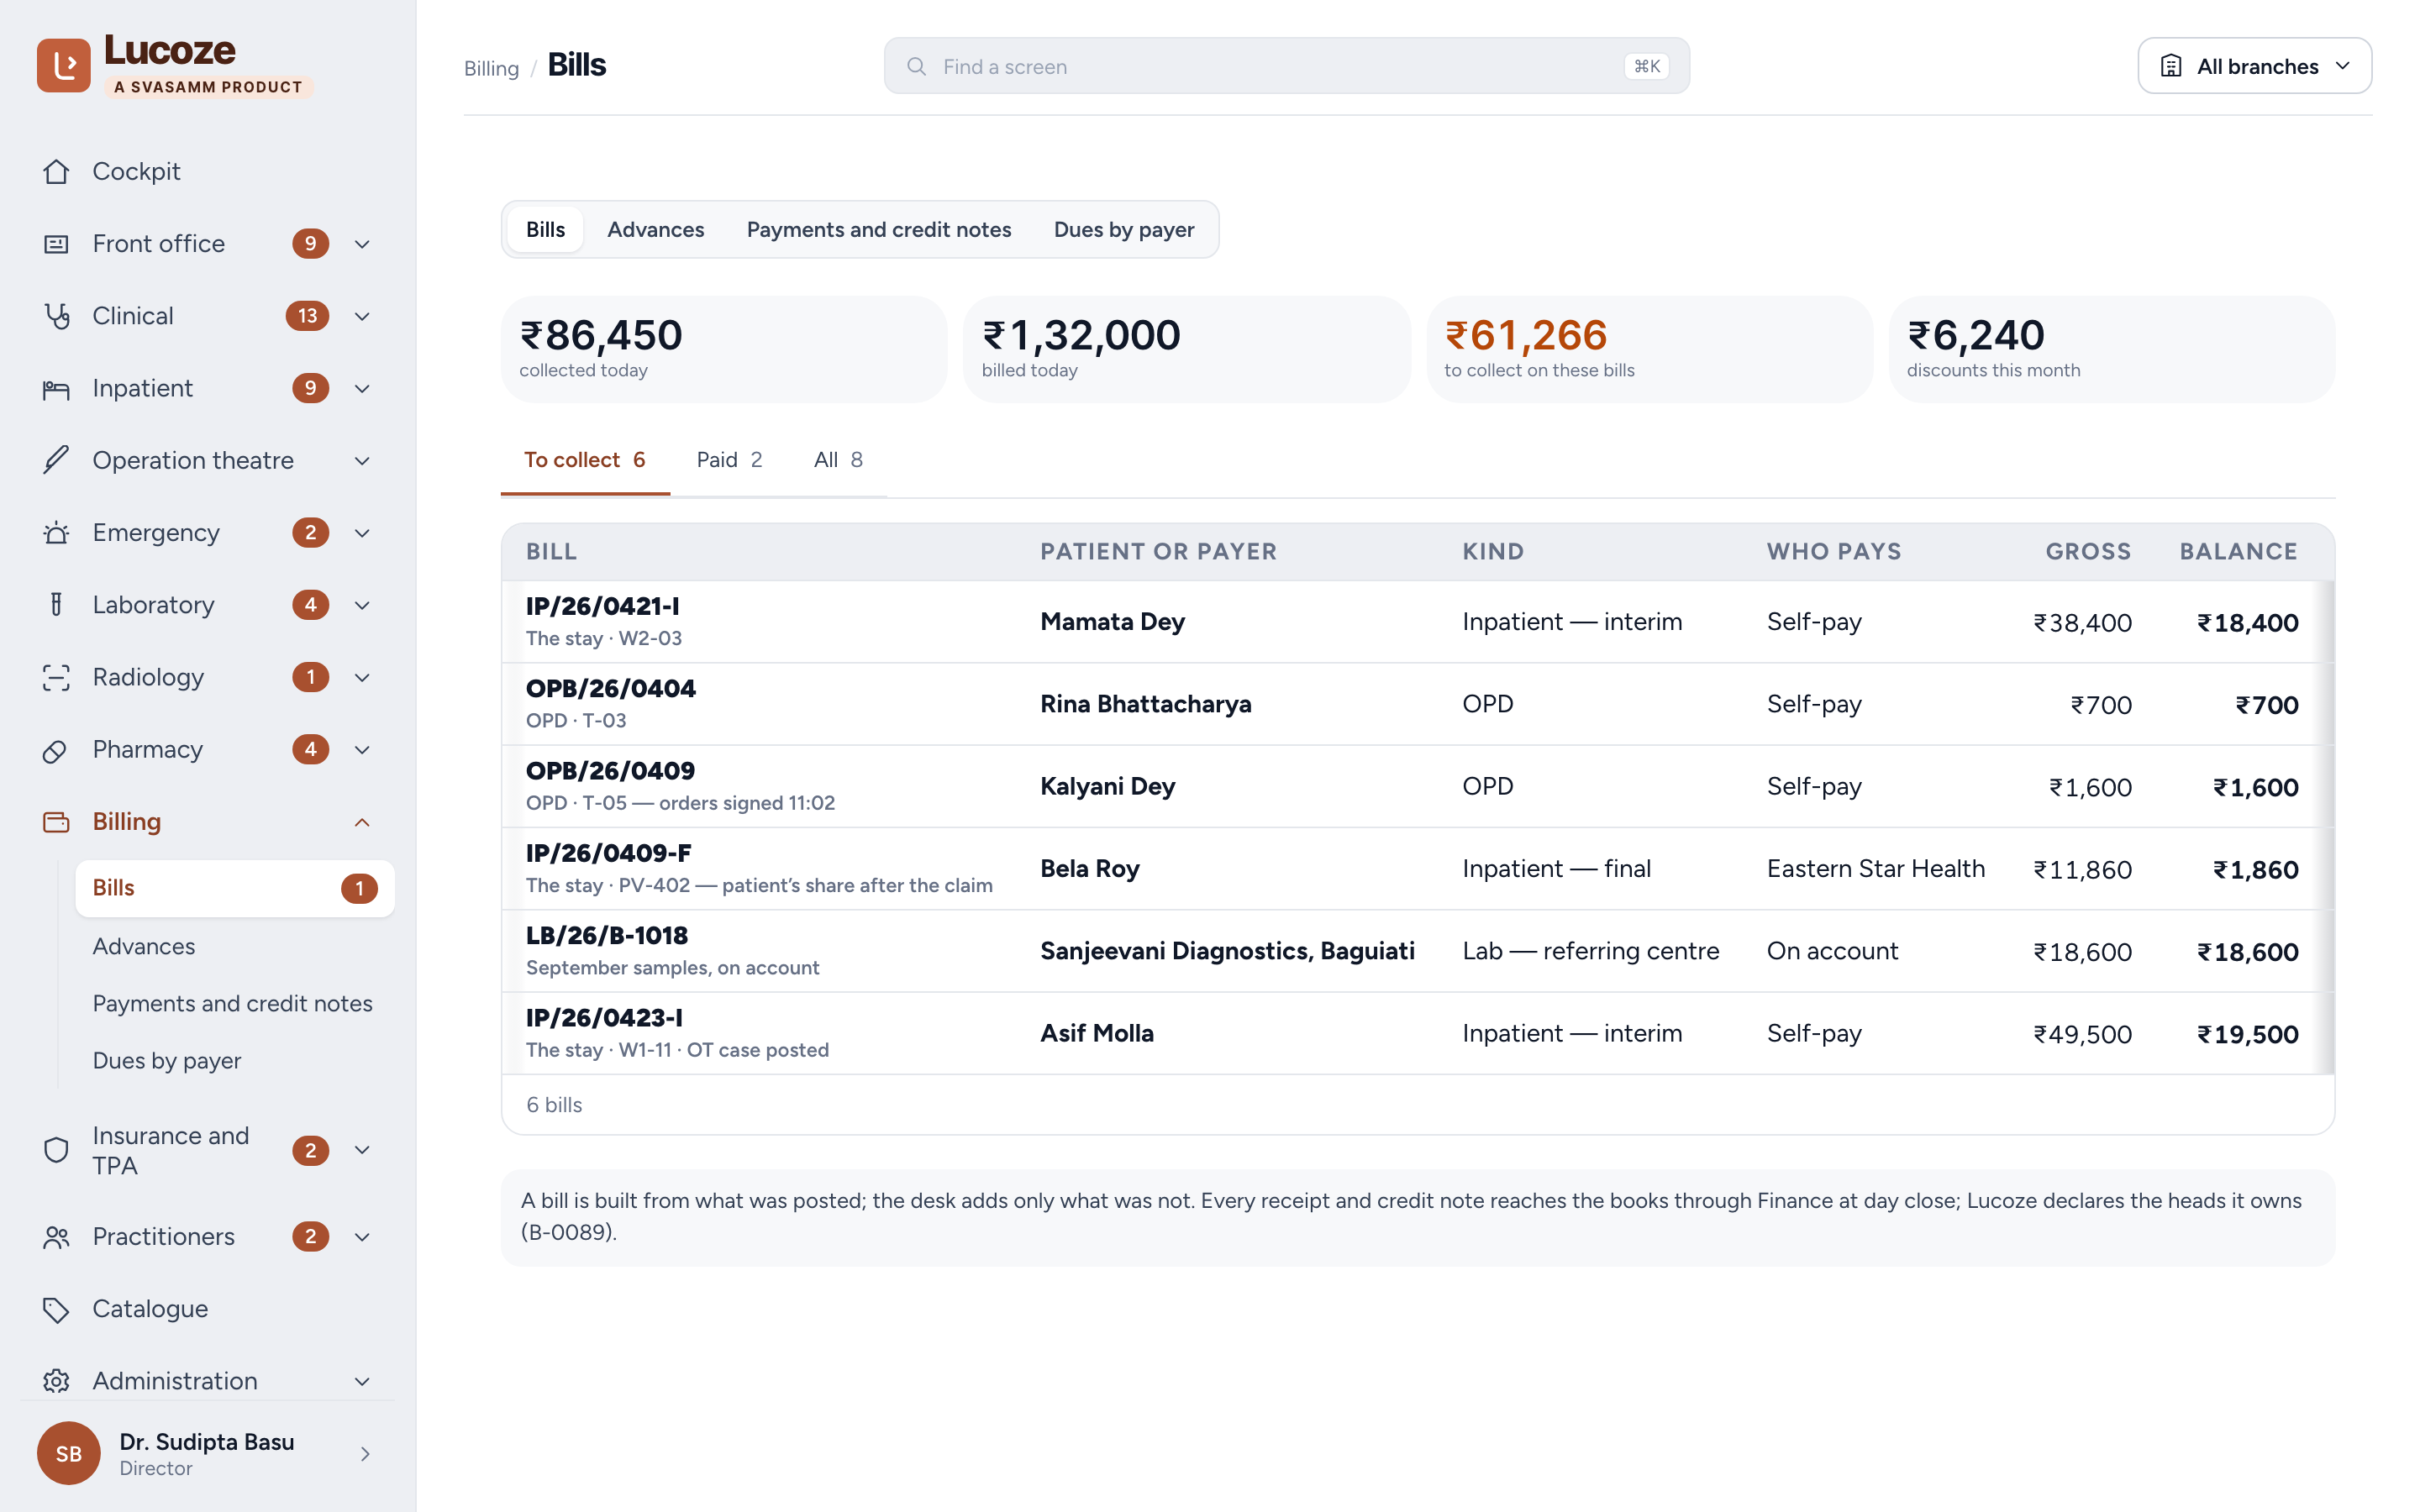 Lucoze
A SVASAMM PRODUCT
Cockpit
Front office 9
Clinical 13
Inpatient 9
Operation theatre
Emergency 2
Laboratory 4
Radiology 1
Pharmacy 4
Billing
Bills 1
Advances
Payments and credit notes
Dues by payer
Insurance and
TPA 2
Practitioners 2
Catalogue
Administration
SB
Dr. Sudipta Basu
Director
Billing / Bills
Find a screen ⌘K
All branches
Bills Advances Payments and credit notes Dues by payer
₹86,450
collected today
₹1,32,000
billed today
₹61,266
to collect on these bills
₹6,240
discounts this month
To collect 6 Paid 2 All 8
BILL PATIENT OR PAYER KIND WHO PAYS GROSS BALANCE
IP/26/0421-I
The stay · W2-03
Mamata Dey Inpatient — interim Self-pay ₹38,400 ₹18,400
OPB/26/0404
OPD · T-03
Rina Bhattacharya OPD Self-pay ₹700 ₹700
OPB/26/0409
OPD · T-05 — orders signed 11:02
Kalyani Dey OPD Self-pay ₹1,600 ₹1,600
IP/26/0409-F
The stay · PV-402 — patient’s share after the claim
Bela Roy Inpatient — final Eastern Star Health ₹11,860 ₹1,860
LB/26/B-1018
September samples, on account
Sanjeevani Diagnostics, Baguiati Lab — referring centre On account ₹18,600 ₹18,600
IP/26/0423-I
The stay · W1-11 · OT case posted
Asif Molla Inpatient — interim Self-pay ₹49,500 ₹19,500
6 bills
A bill is built from what was posted; the desk adds only what was not. Every receipt and credit note reaches the books through Finance at day close; Lucoze declares the heads it owns
(B-0089).